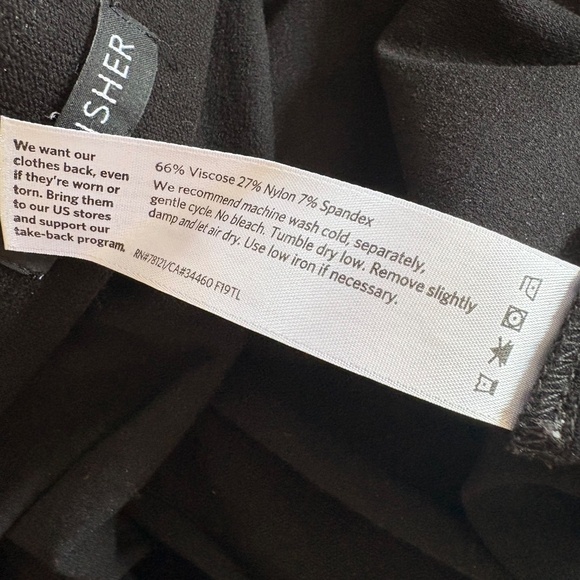 ISHER
We want our
clothes back, even
if they're worn or
torn. Bring them
to our US stores
and support our
take-back program.
66% Viscose 27% Nylon 7% Spandex
We recommend machine wash cold, separately,
gentle cycle. No bleach. Tumble dry low. Remove slightly
damp and let air dry. Use low iron if necessary.
RN#78121/CA#34460 F19TL